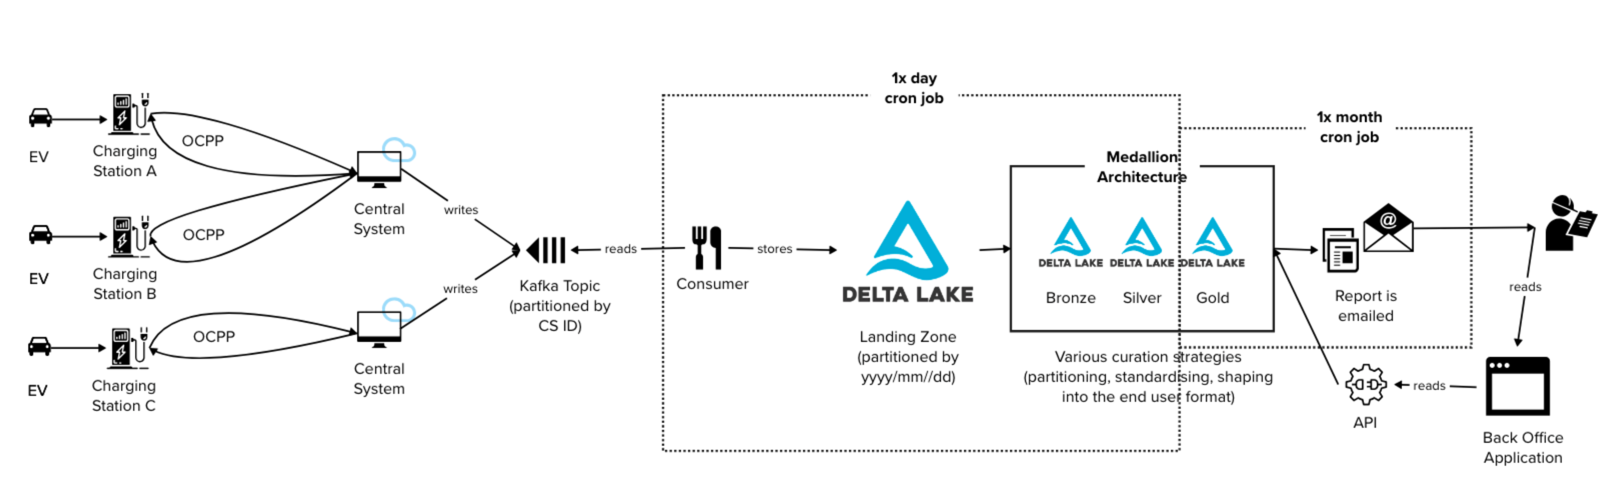 1x day
cron job
1x month
cron job
EV
Charging
Station A
OCPP
EV
Charging
Station B
OCPP
EV
Charging
Station C
OCPP
Central
System
Central
System
writes
writes
Kafka Topic
(partitioned by
CS ID)
reads
Consumer
stores
DELTA LAKE
Landing Zone
(partitioned by
yyyy/mm//dd)
Medallion
Architecture
DELTA LAKE
DELTA LAKE
DELTA LAKE
Bronze
Silver
Gold
Various curation strategies
(partitioning, standardising, shaping
into the end user format)
@
Report is
emailed
reads
reads
API
Back Office
Application